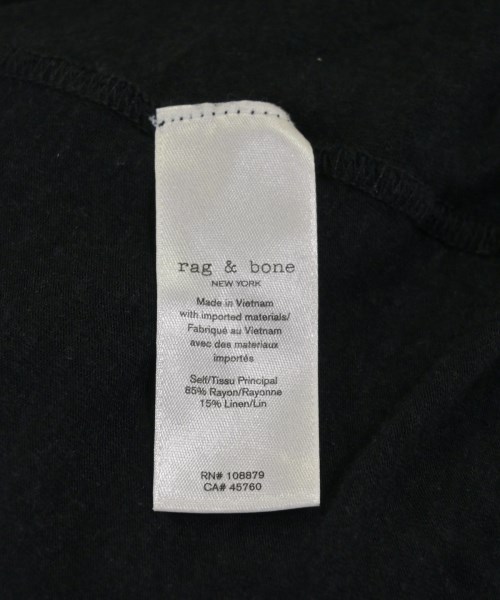 rag & bone
NEW YORK
Made in Vietnam
with imported materials/
Fabriqué au Vietnam
avec des materiaux
importés
Self/Tissu Principal
85% Rayon/Rayonne
15% Linen/Lin
RN# 108879
CA# 45760